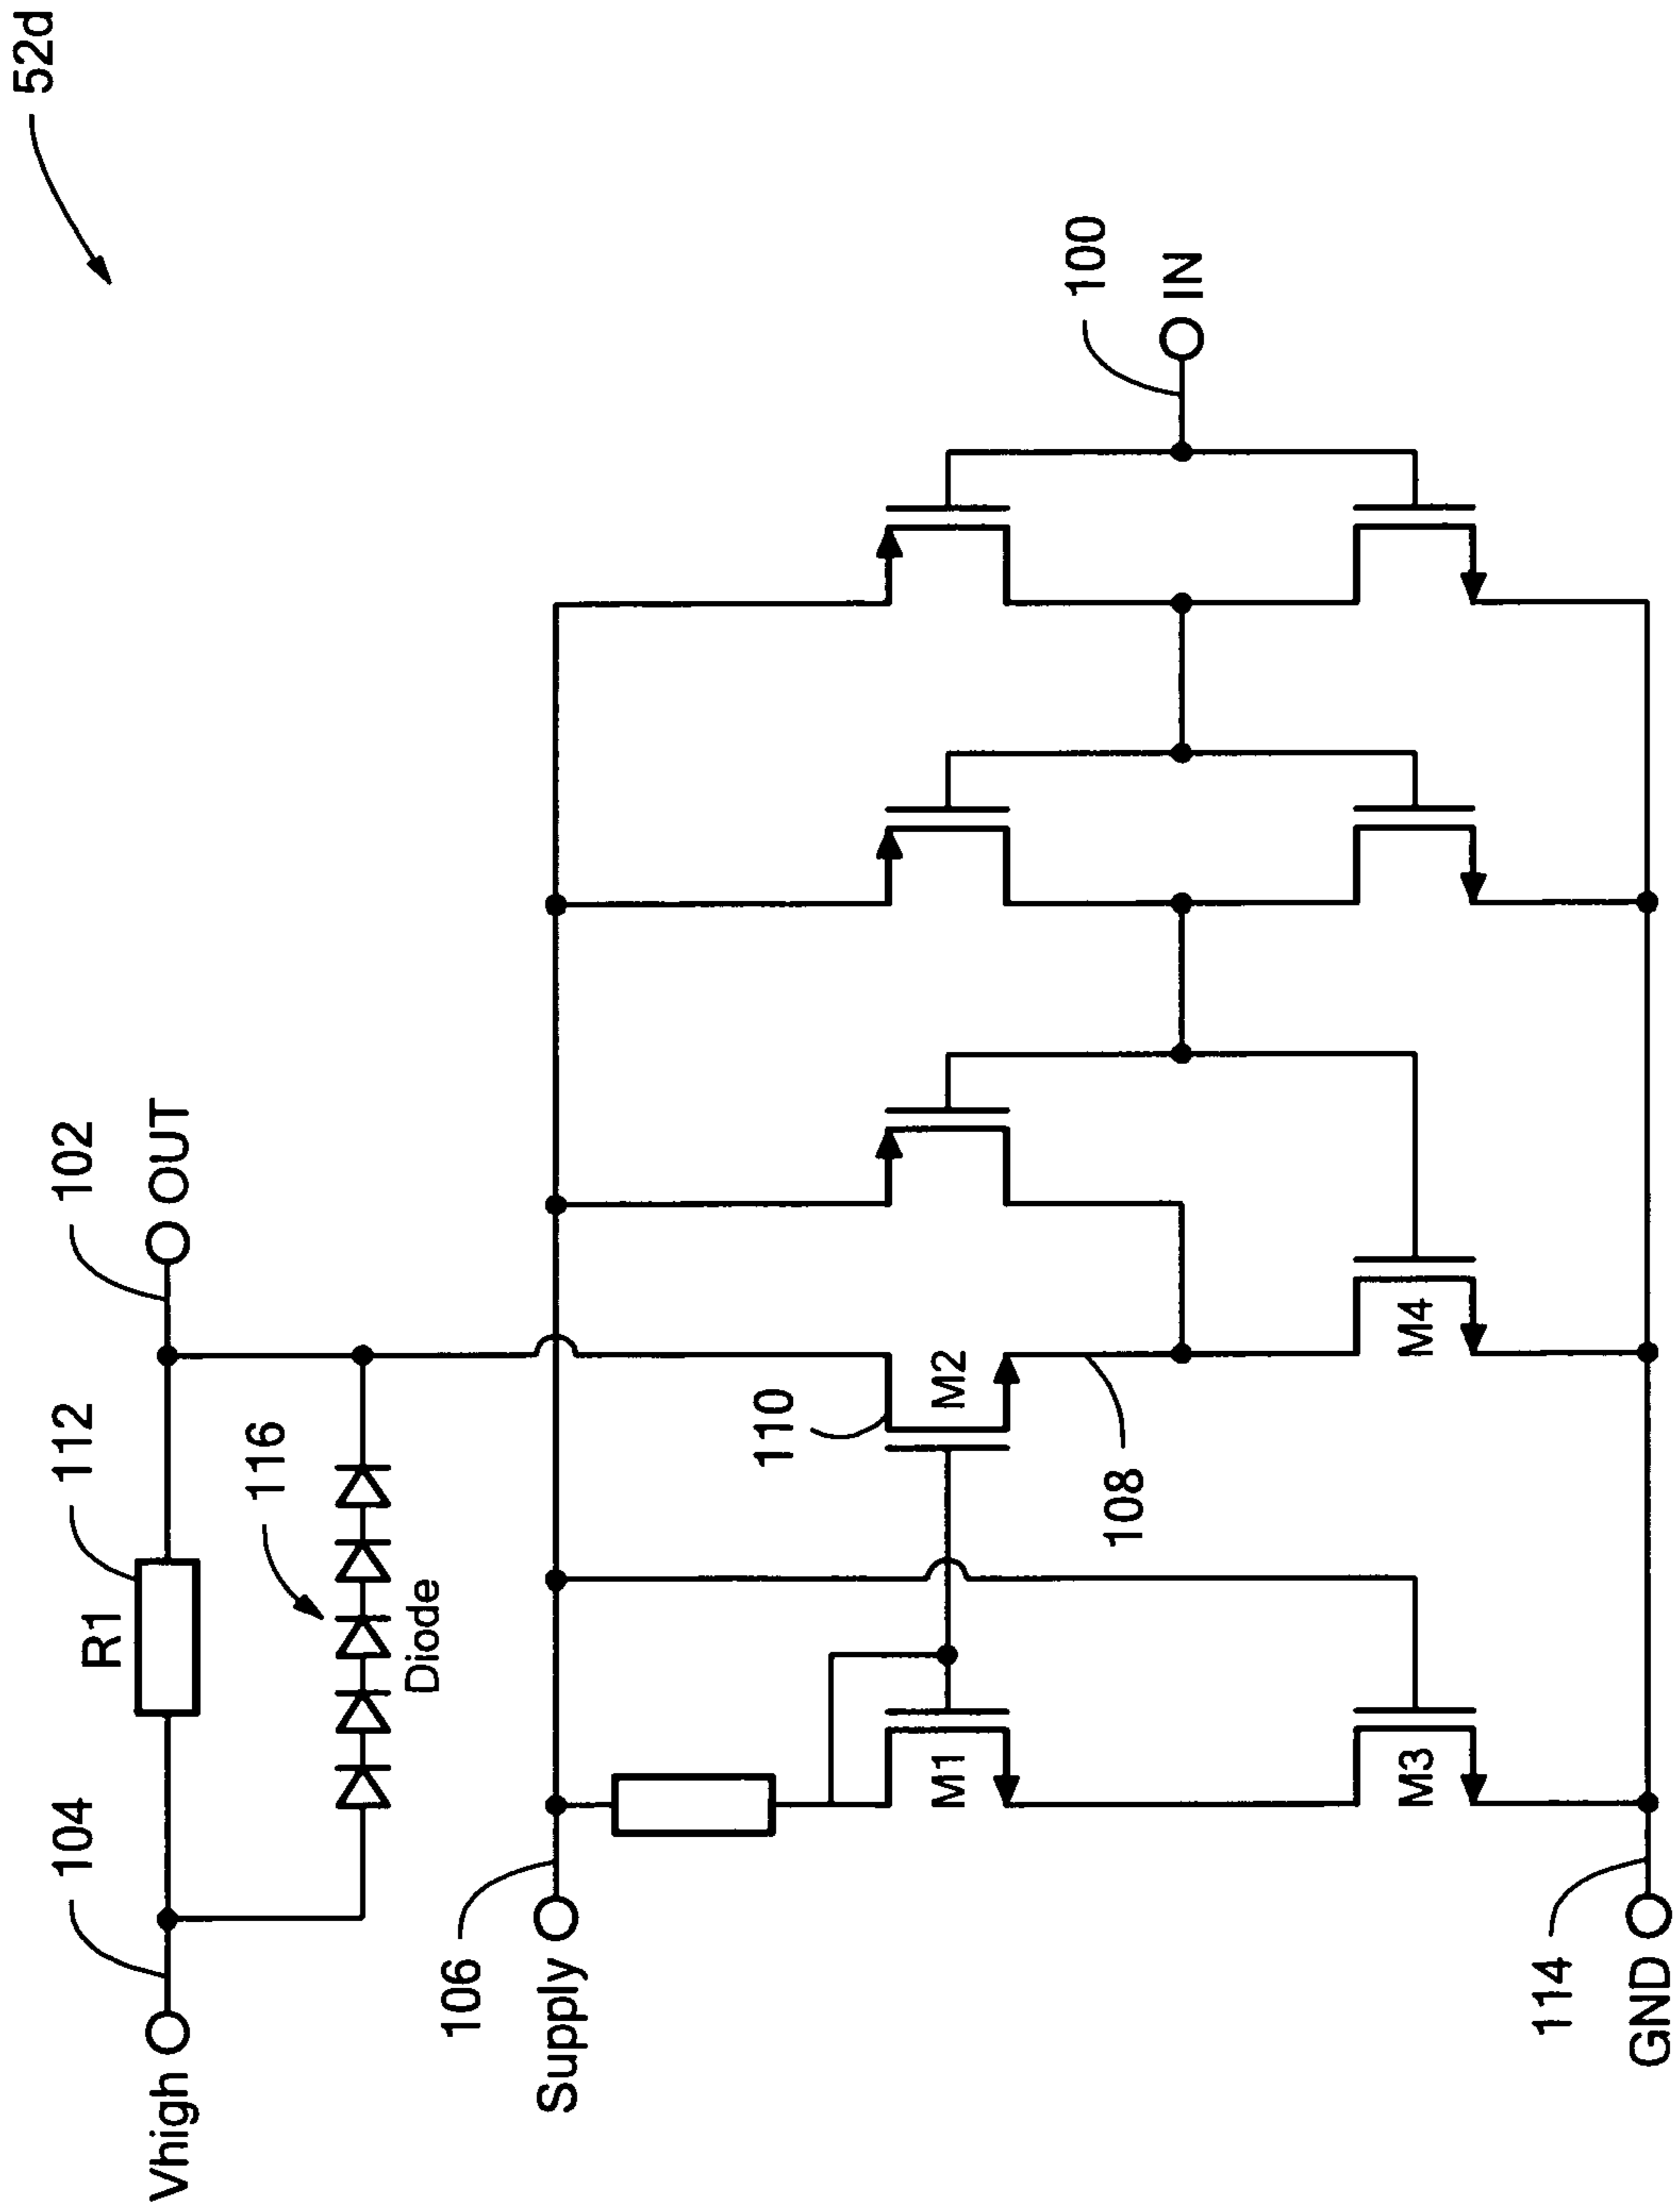 52d
104
112
102
Vhigh
R1
OUT
116
Diode
106
Supply
110
M2
108
M1
M3
M4
100
IN
114
GND